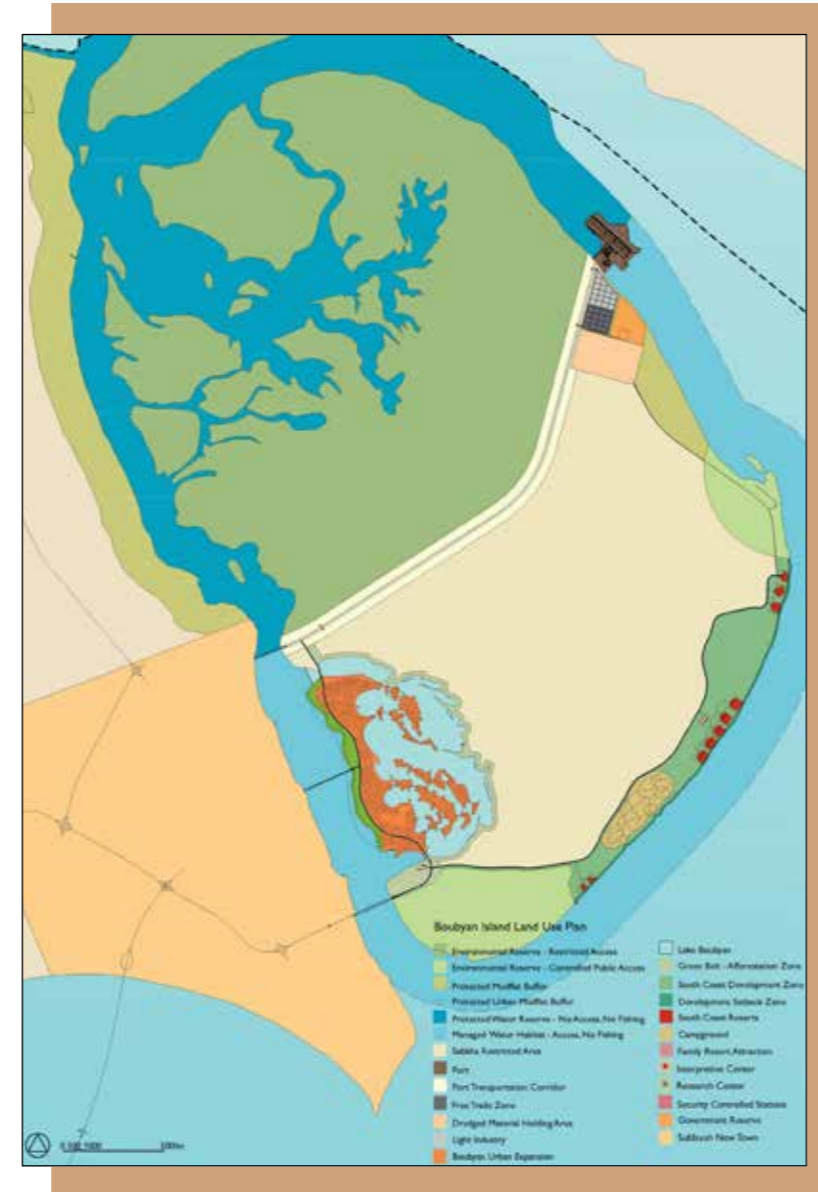 Boubyan Island Land Use Plan
Environmental Reserve - Restricted Access
Environmental Reserve - Controlled Public Access
Protected Mudflat Buffer
Protected Urban Mudflat Buffer
Protected Water Reserve - No Access, No Fishing
Managed Water Habitat - Access, No Fishing
Sabkha Restricted Area
Port
Port Transportation Corridor
Free Trade Zone
Dredged Material Holding Area
Light Industry
Boubyan Urban Expansion
Lake Boubyan
Green Belt - Afforestation Zone
South Coast Development Zone
Development Setback Zone
South Coast Resorts
Campground
Family Resort Attraction
Interpretive Center
Research Center
Security Controlled Stations
Government Reserve
Subiyah New Town